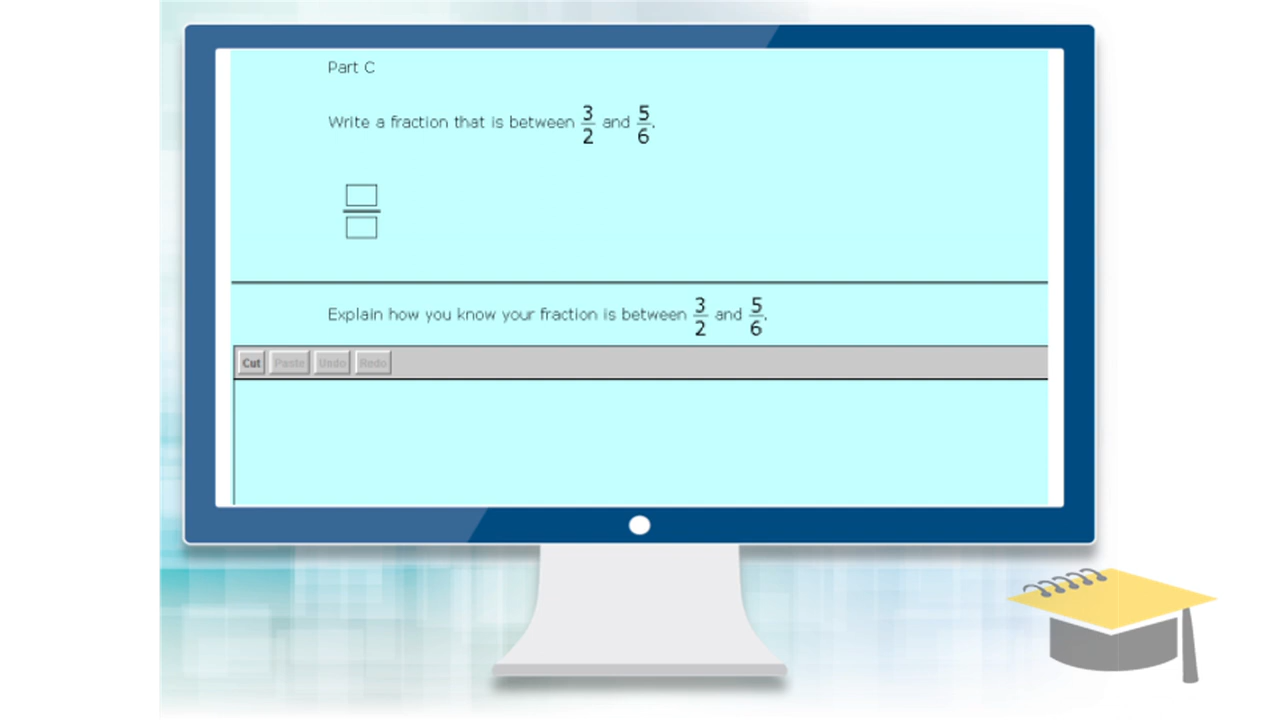 Part C
Write a fraction that is between 3/2 and 5/6.
Explain how you know your fraction is between 3/2 and 5/6.
Cut Paste Undo Redo